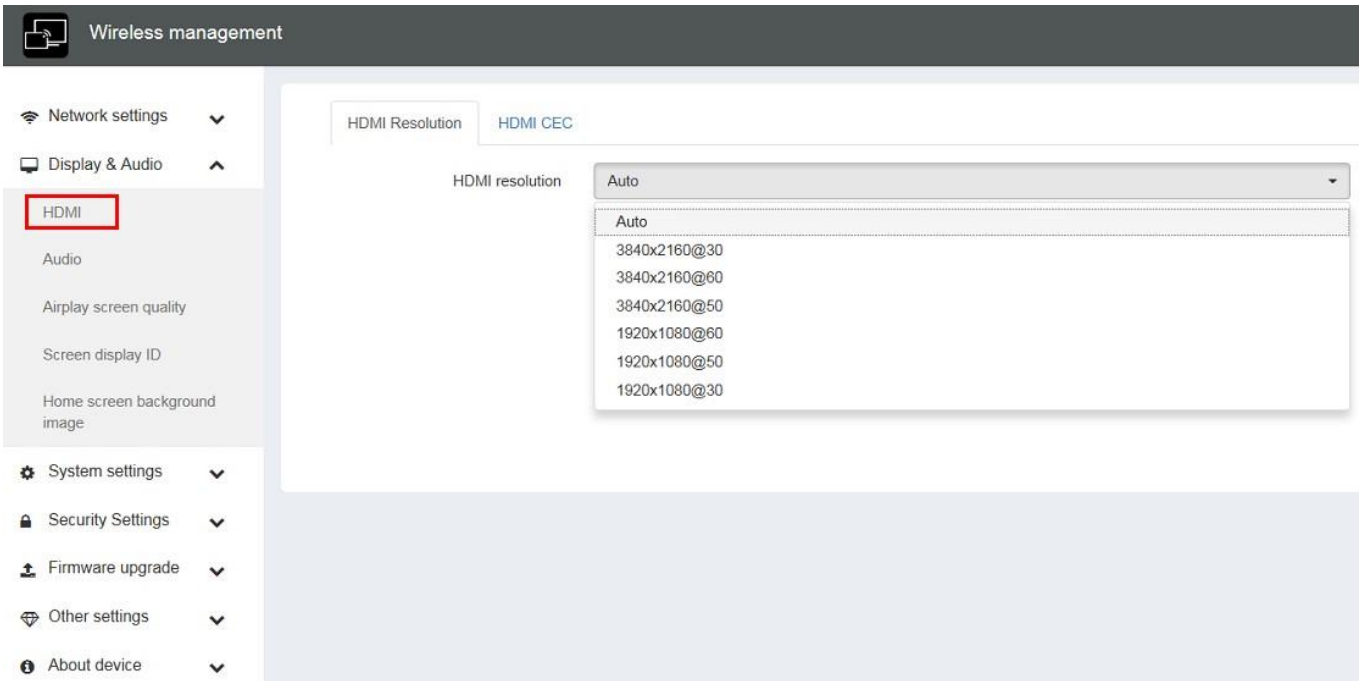 Wireless management
Network settings
Display & Audio
HDMI
Audio
Airplay screen quality
Screen display ID
Home screen background
image
System settings
Security Settings
Firmware upgrade
Other settings
About device
HDMI Resolution
HDMI CEC
HDMI resolution
Auto
Auto
3840x2160@30
3840x2160@60
3840x2160@50
1920x1080@60
1920x1080@50
1920x1080@30